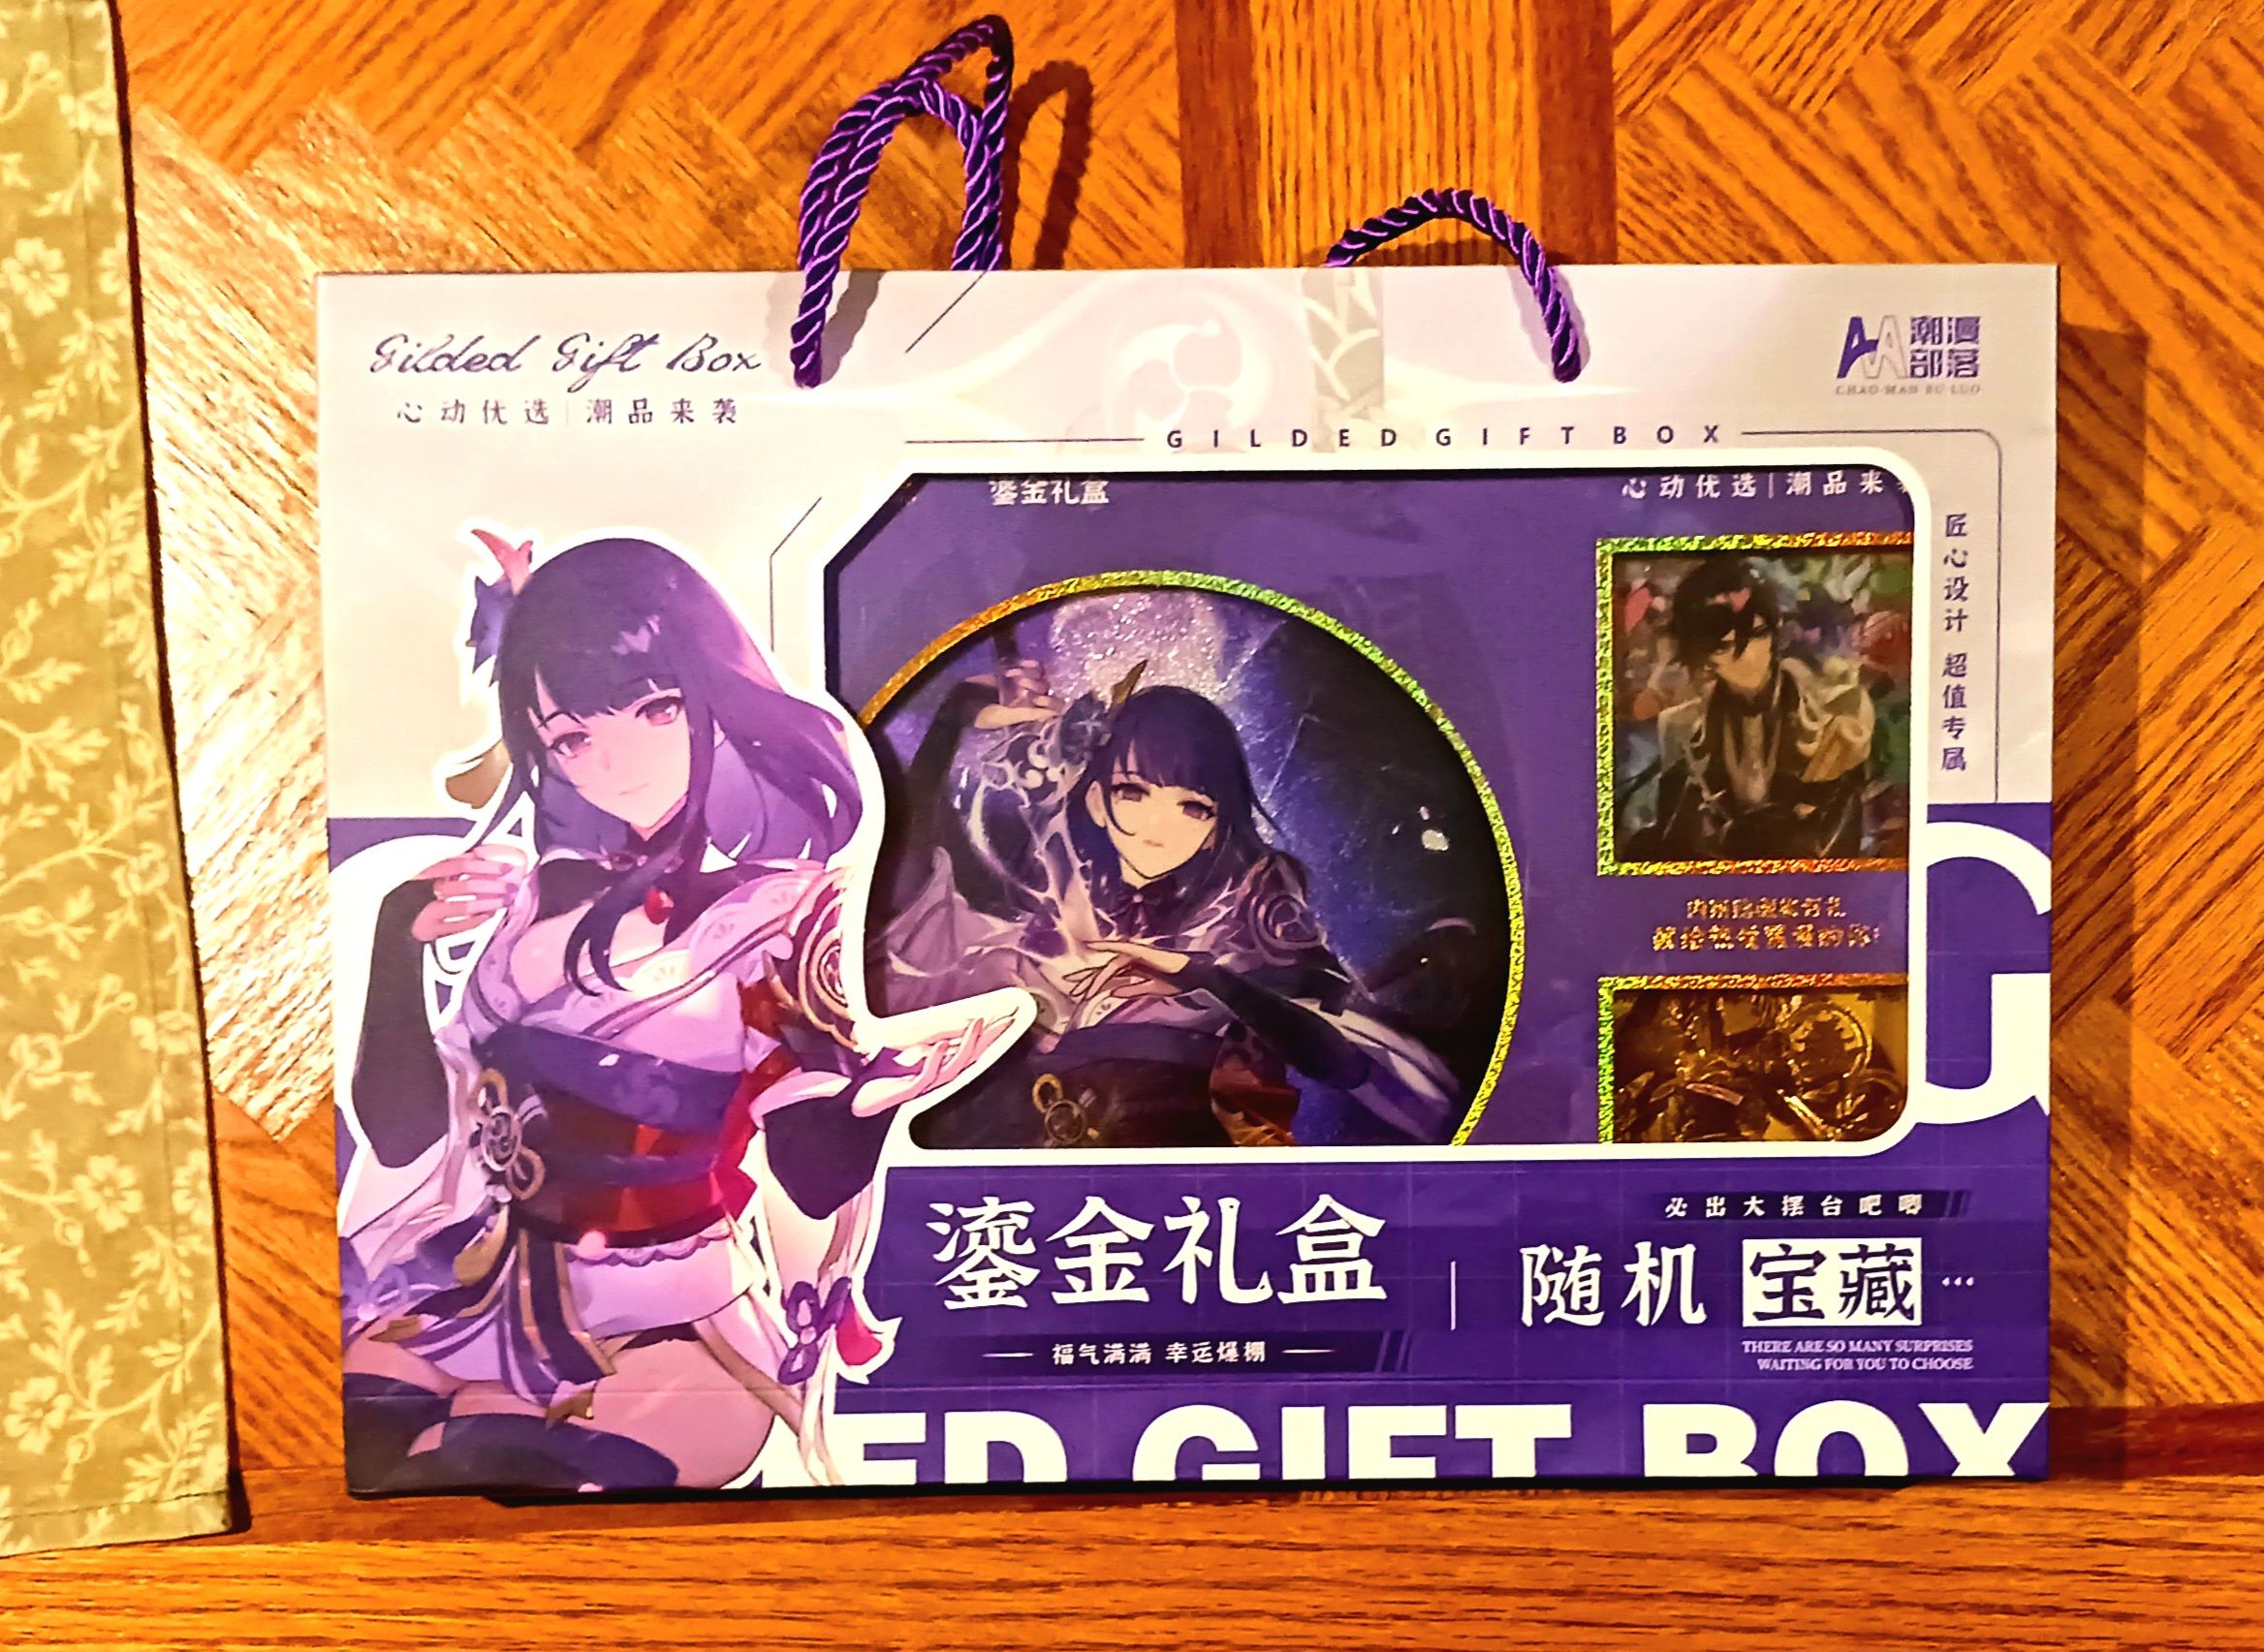 Gilded Gift Box
心动优选|潮品来袭
潮漫
部落
CHAO MAN BU LUO
GILDED GIFT BOX
鎏金礼盒
心动优选|潮品来
匠心设计 超值专属
必出大摆台吧唧
鎏金礼盒|随机宝藏...
福气满满 幸运爆棚
THERE ARE SO MANY SURPRISES
WAITING FOR YOU TO CHOOSE
G
ED GIFT BOX